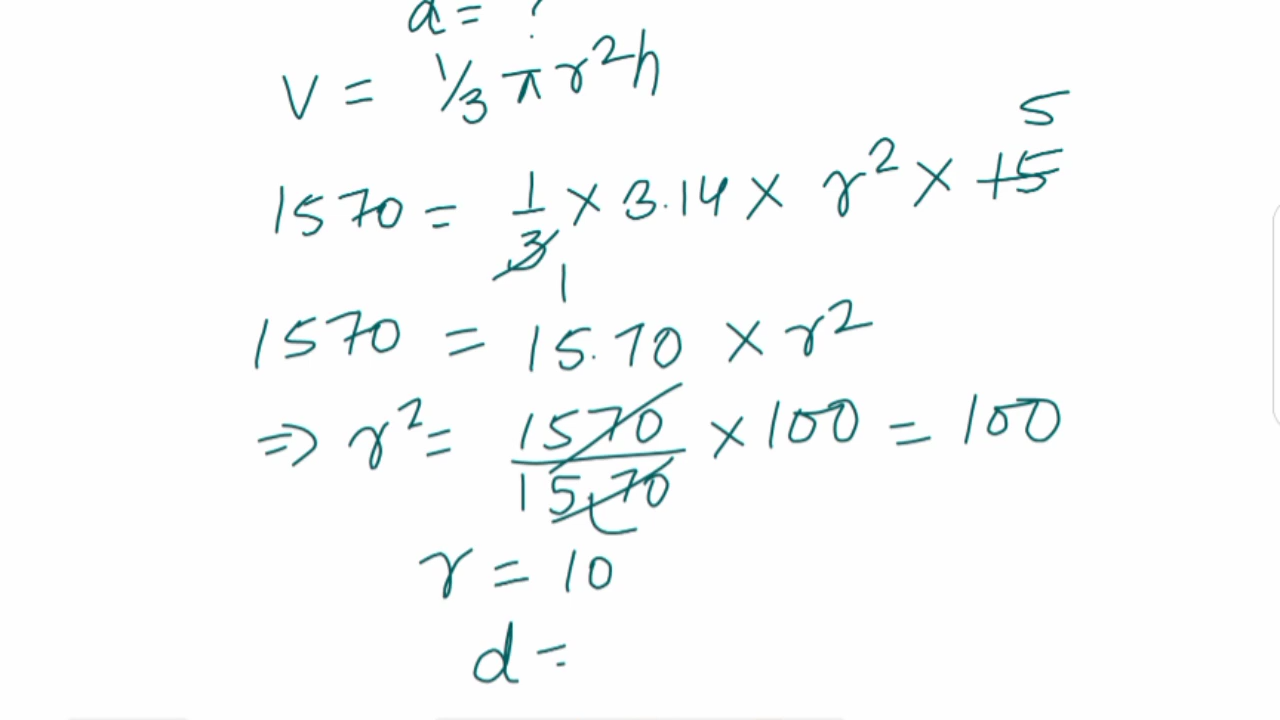 d = ?
V = 1/3 π r² h
1570 = 1/3 × 3.14 × r² × 15 5
1
1570 = 15.70 × r²
⇒ r² = 1570/15.70 × 100 = 100
r = 10
d =